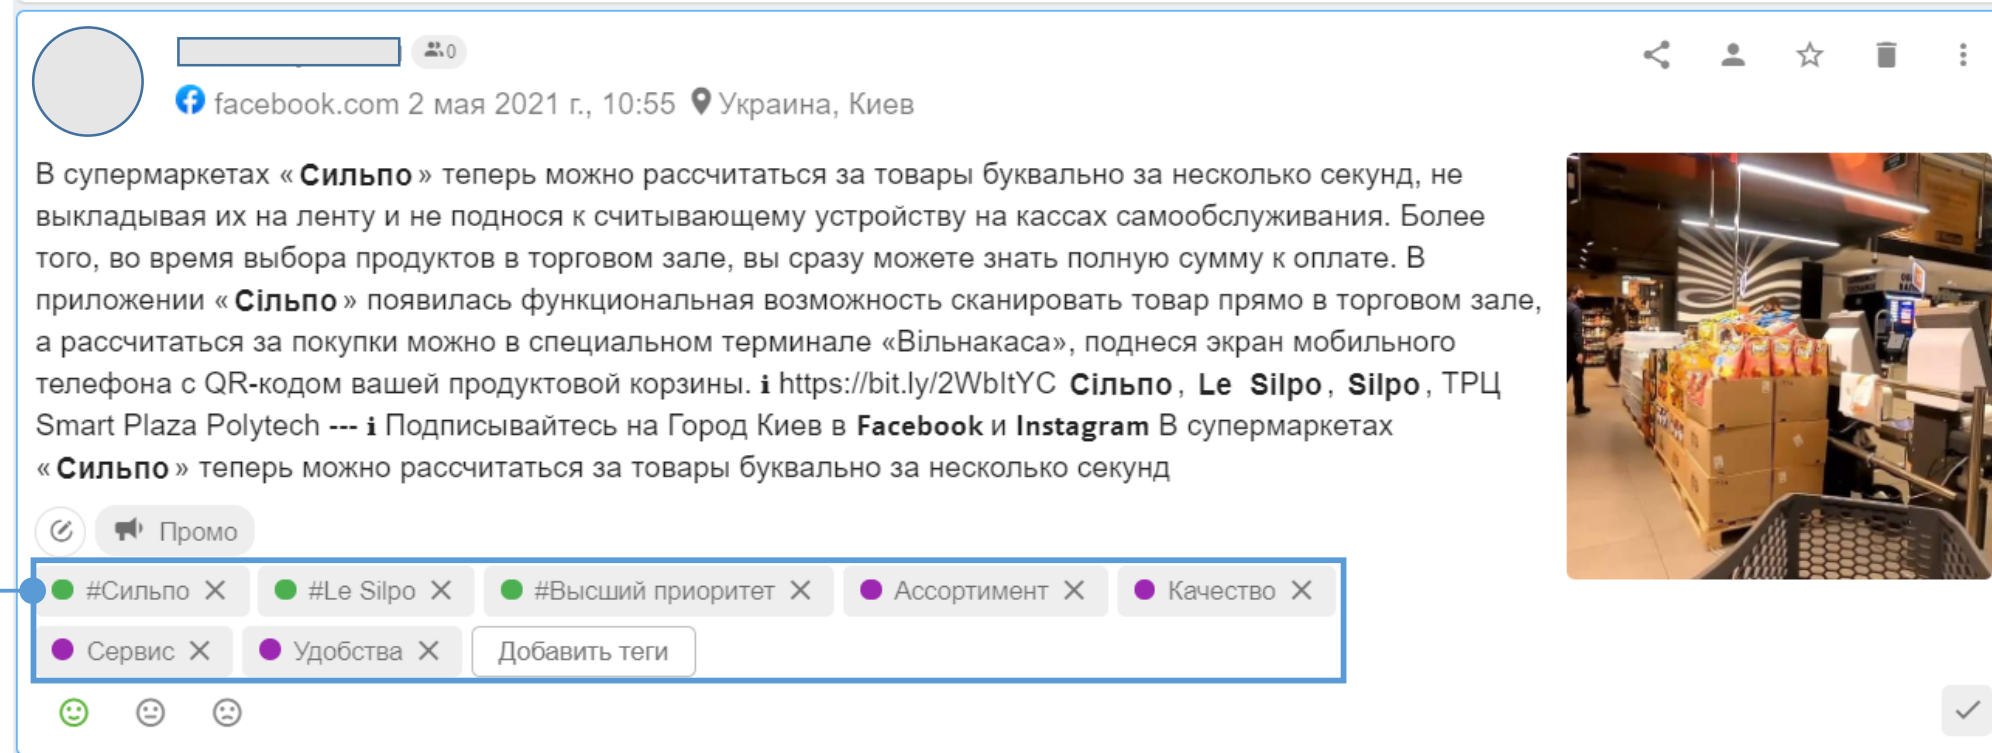 0
facebook.com 2 мая 2021 г., 10:55 Украина, Киев
В супермаркетах «Сильпо» теперь можно рассчитаться за товары буквально за несколько секунд, не
выкладывая их на ленту и не поднося к считывающему устройству на кассах самообслуживания. Более
того, во время выбора продуктов в торговом зале, вы сразу можете знать полную сумму к оплате. В
приложении «Сільпо» появилась функциональная возможность сканировать товар прямо в торговом зале,
а рассчитаться за покупки можно в специальном терминале «Вільнакаса», поднеся экран мобильного
телефона с QR-кодом вашей продуктовой корзины. ℹ https://bit.ly/2WbItYC Сільпо, Le Silpo, Silpo, ТРЦ
Smart Plaza Polytech --- ℹ Подписывайтесь на Город Киев в Facebook и Instagram В супермаркетах
«Сильпо» теперь можно рассчитаться за товары буквально за несколько секунд
Промо
#Сильпо #Le Silpo #Высший приоритет Ассортимент Качество
Сервис Удобства Добавить теги